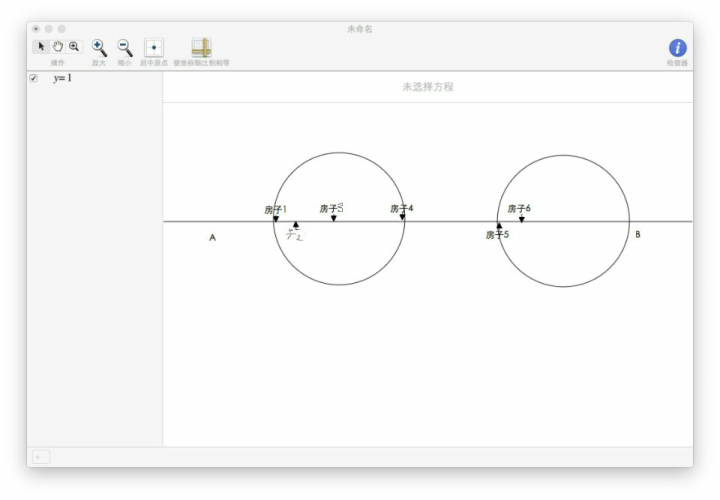 未命名
操作
放大
缩小
居中原点
使坐标轴比例相等
检查器
y= 1
未选择方程
房子1
房子3
房子4
房子6
子2
房子5
A
B